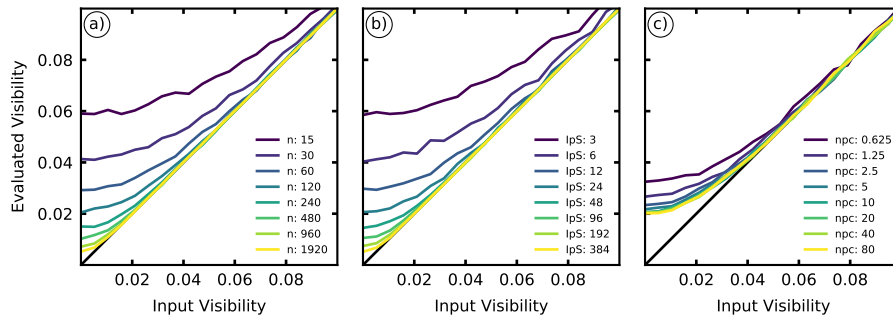 a)
Evaluated Visibility
0.08
0.06
0.04
0.02
n: 15
n: 30
n: 60
n: 120
n: 240
n: 480
n: 960
n: 1920
0.02 0.04 0.06 0.08
Input Visibility
b)
IpS: 3
IpS: 6
IpS: 12
IpS: 24
IpS: 48
IpS: 96
IpS: 192
IpS: 384
0.02 0.04 0.06 0.08
Input Visibility
c)
npc: 0.625
npc: 1.25
npc: 2.5
npc: 5
npc: 10
npc: 20
npc: 40
npc: 80
0.02 0.04 0.06 0.08
Input Visibility